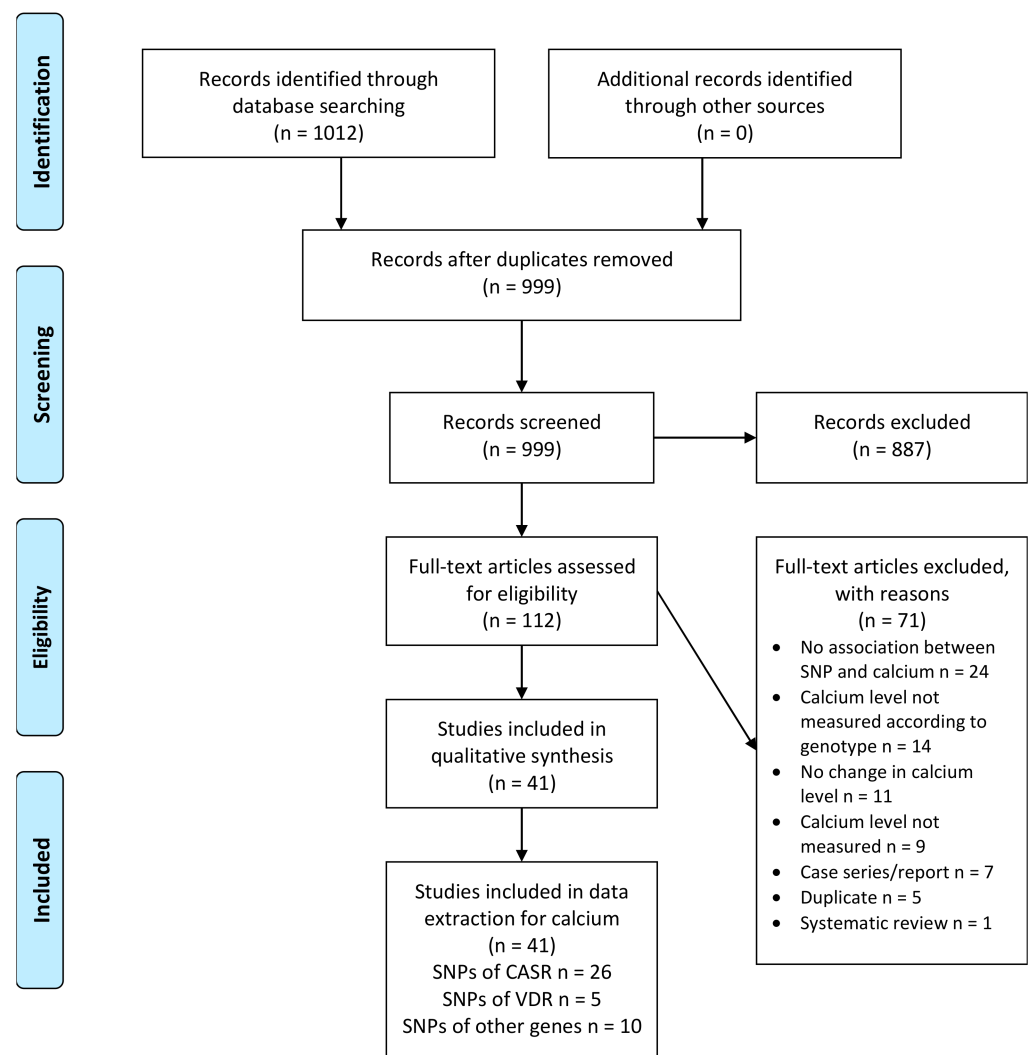 Identification
Records identified through
database searching
(n = 1012)
Additional records identified
through other sources
(n = 0)
Records after duplicates removed
(n = 999)
Screening
Records screened
(n = 999)
Records excluded
(n = 887)
Eligibility
Full-text articles assessed
for eligibility
(n = 112)
Full-text articles excluded,
with reasons
(n = 71)
• No association between
SNP and calcium n = 24
• Calcium level not
measured according to
genotype n = 14
• No change in calcium
level n = 11
• Calcium level not
measured n = 9
• Case series/report n = 7
• Duplicate n = 5
• Systematic review n = 1
Studies included in
qualitative synthesis
(n = 41)
Included
Studies included in data
extraction for calcium
(n = 41)
SNPs of CASR n = 26
SNPs of VDR n = 5
SNPs of other genes n = 10